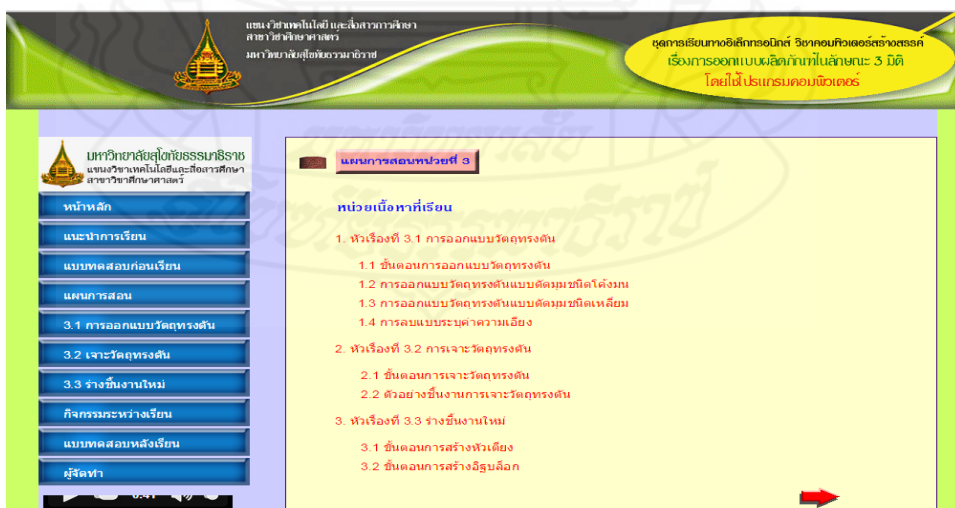 แขนงวิชาเทคโนโลยี และสื่อสารการศึกษา
สาขาวิชาศึกษาศาสตร์
มหาวิทยาลัยสุโขทัยธรรมาธิราช
ชุดการเรียนทางอิเล็กทรอนิกส์ วิชาคอมพิวเตอร์สร้างสรรค์
เรื่องการออกแบบผลิตภัณฑ์ในลักษณะ 3 มิติ
โดยใช้โปรแกรมคอมพิวเตอร์
มหาวิทยาลัยสุโขทัยธรรมาธิราช
แขนงวิชาเทคโนโลยีและสื่อสารศึกษา
สาขาวิชาศึกษาศาสตร์
หน้าหลัก
แนะนำการเรียน
แบบทดสอบก่อนเรียน
แผนการสอน
3.1 การออกแบบวัตถุทรงตัน
3.2 เจาะวัตถุทรงตัน
3.3 ร่างชิ้นงานใหม่
กิจกรรมระหว่างเรียน
แบบทดสอบหลังเรียน
ผู้จัดทำ
0:41
แผนการสอนหน่วยที่ 3
หน่วยเนื้อหาที่เรียน
1. หัวเรื่องที่ 3.1 การออกแบบวัตถุทรงตัน
1.1 ขั้นตอนการออกแบบวัตถุทรงตัน
1.2 การออกแบบวัตถุทรงตันแบบตัดมุมชนิดโค้งมน
1.3 การออกแบบวัตถุทรงตันแบบตัดมุมชนิดเหลี่ยม
1.4 การลบแบบระบุค่าความเอียง
2. หัวเรื่องที่ 3.2 การเจาะวัตถุทรงตัน
2.1 ขั้นตอนการเจาะวัตถุทรงตัน
2.2 ตัวอย่างชิ้นงานการเจาะวัตถุทรงตัน
3. หัวเรื่องที่ 3.3 ร่างชิ้นงานใหม่
3.1 ขั้นตอนการสร้างหัวเตียง
3.2 ขั้นตอนการสร้างอิฐบล็อก